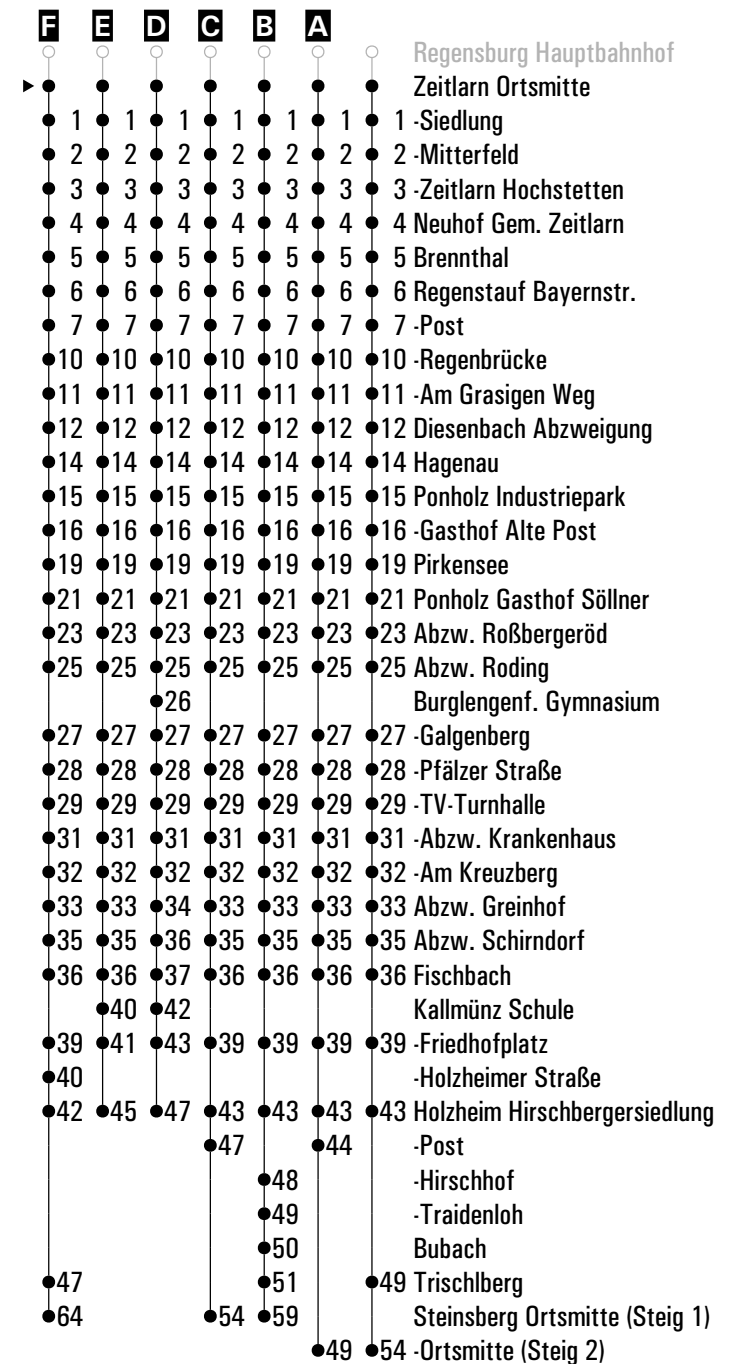 F E D C B A
Regensburg Hauptbahnhof
Zeitlarn Ortsmitte
1 1 1 1 1 1 1 -Siedlung
2 2 2 2 2 2 2 -Mitterfeld
3 3 3 3 3 3 3 -Zeitlarn Hochstetten
4 4 4 4 4 4 4 Neuhof Gem. Zeitlarn
5 5 5 5 5 5 5 Brennthal
6 6 6 6 6 6 6 Regenstauf Bayernstr.
7 7 7 7 7 7 7 -Post
10 10 10 10 10 10 10 -Regenbrücke
11 11 11 11 11 11 11 -Am Grasigen Weg
12 12 12 12 12 12 12 Diesenbach Abzweigung
14 14 14 14 14 14 14 Hagenau
15 15 15 15 15 15 15 Ponholz Industriepark
16 16 16 16 16 16 16 -Gasthof Alte Post
19 19 19 19 19 19 19 Pirkensee
21 21 21 21 21 21 21 Ponholz Gasthof Söllner
23 23 23 23 23 23 23 Abzw. Roßbergeröd
25 25 25 25 25 25 25 Abzw. Roding
26 Burglengenf. Gymnasium
27 27 27 27 27 27 27 -Galgenberg
28 28 28 28 28 28 28 -Pfälzer Straße
29 29 29 29 29 29 29 -TV-Turnhalle
31 31 31 31 31 31 31 -Abzw. Krankenhaus
32 32 32 32 32 32 32 -Am Kreuzberg
33 33 34 33 33 33 33 Abzw. Greinhof
35 35 36 35 35 35 35 Abzw. Schirndorf
36 36 37 36 36 36 36 Fischbach
40 42 Kallmünz Schule
39 41 43 39 39 39 39 -Friedhofplatz
40 -Holzheimer Straße
42 45 47 43 43 43 43 Holzheim Hirschbergersiedlung
47 44 -Post
48 -Hirschhof
49 -Traidenloh
50 Bubach
47 51 49 Trischlberg
64 54 59 Steinsberg Ortsmitte (Steig 1)
49 54 -Ortsmitte (Steig 2)